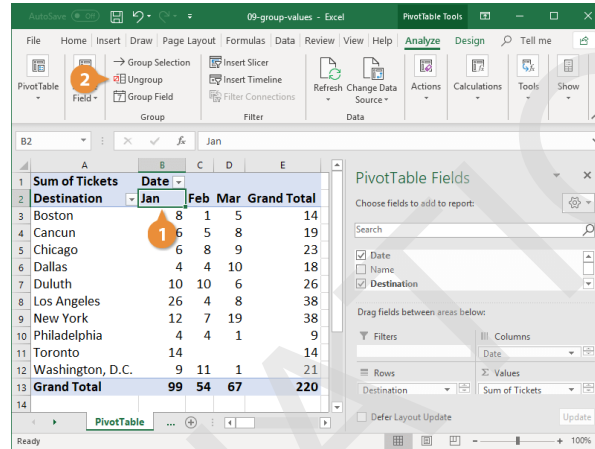 AutoSave Off 09-group-values - Excel PivotTable Tools
File Home Insert Draw Page Layout Formulas Data Review View Help Analyze Design Tell me
PivotTable
Field
2
Group Selection
Ungroup
Group Field
Group
Insert Slicer
Insert Timeline
Filter Connections
Filter
Refresh Change Data Source
Data
Actions
Calculations
Tools
Show
B2 fx Jan
A B C D E
1 Sum of Tickets Date
2 Destination Jan Feb Mar Grand Total
3 Boston 8 1 5 14
4 Cancun 6 5 8 19
5 Chicago 6 8 9 23
6 Dallas 4 4 10 18
7 Duluth 10 10 6 26
8 Los Angeles 26 4 8 38
9 New York 12 7 19 38
10 Philadelphia 4 4 1 9
11 Toronto 14 14
12 Washington, D.C. 9 11 1 21
13 Grand Total 99 54 67 220
14
1
PivotTable ...
PivotTable Fields
Choose fields to add to report:
Search
Date
Name
Destination
Drag fields between areas below:
Filters
Columns
Date
Rows
Destination
Σ Values
Sum of Tickets
Defer Layout Update Update
Ready 100%